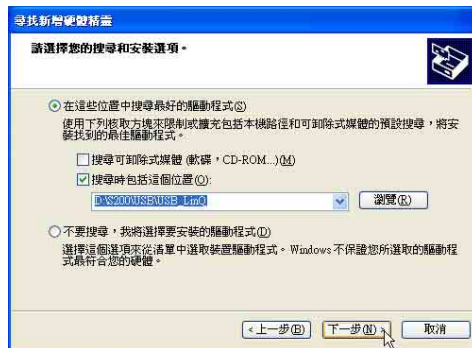 尋找新增硬體精靈
請選擇您的搜尋和安裝選項。
在這些位置中搜尋最好的驅動程式(S)
使用下列核取方塊來限制或擴充包括本機路徑和可卸除式媒體的預設搜尋，將安
裝找到的最佳驅動程式。
搜尋可卸除式媒體 (軟碟，CD-ROM...)(M)
搜尋時包括這個位置(O):
D:\S200\USB\USB_LinQ
瀏覽(R)
不要搜尋，我將選擇要安裝的驅動程式(D)
選擇這個選項來從清單中選取裝置驅動程式。Windows 不保證您所選取的驅動程
式最符合您的硬體。
<上一步(B)
下一步(N)>
取消